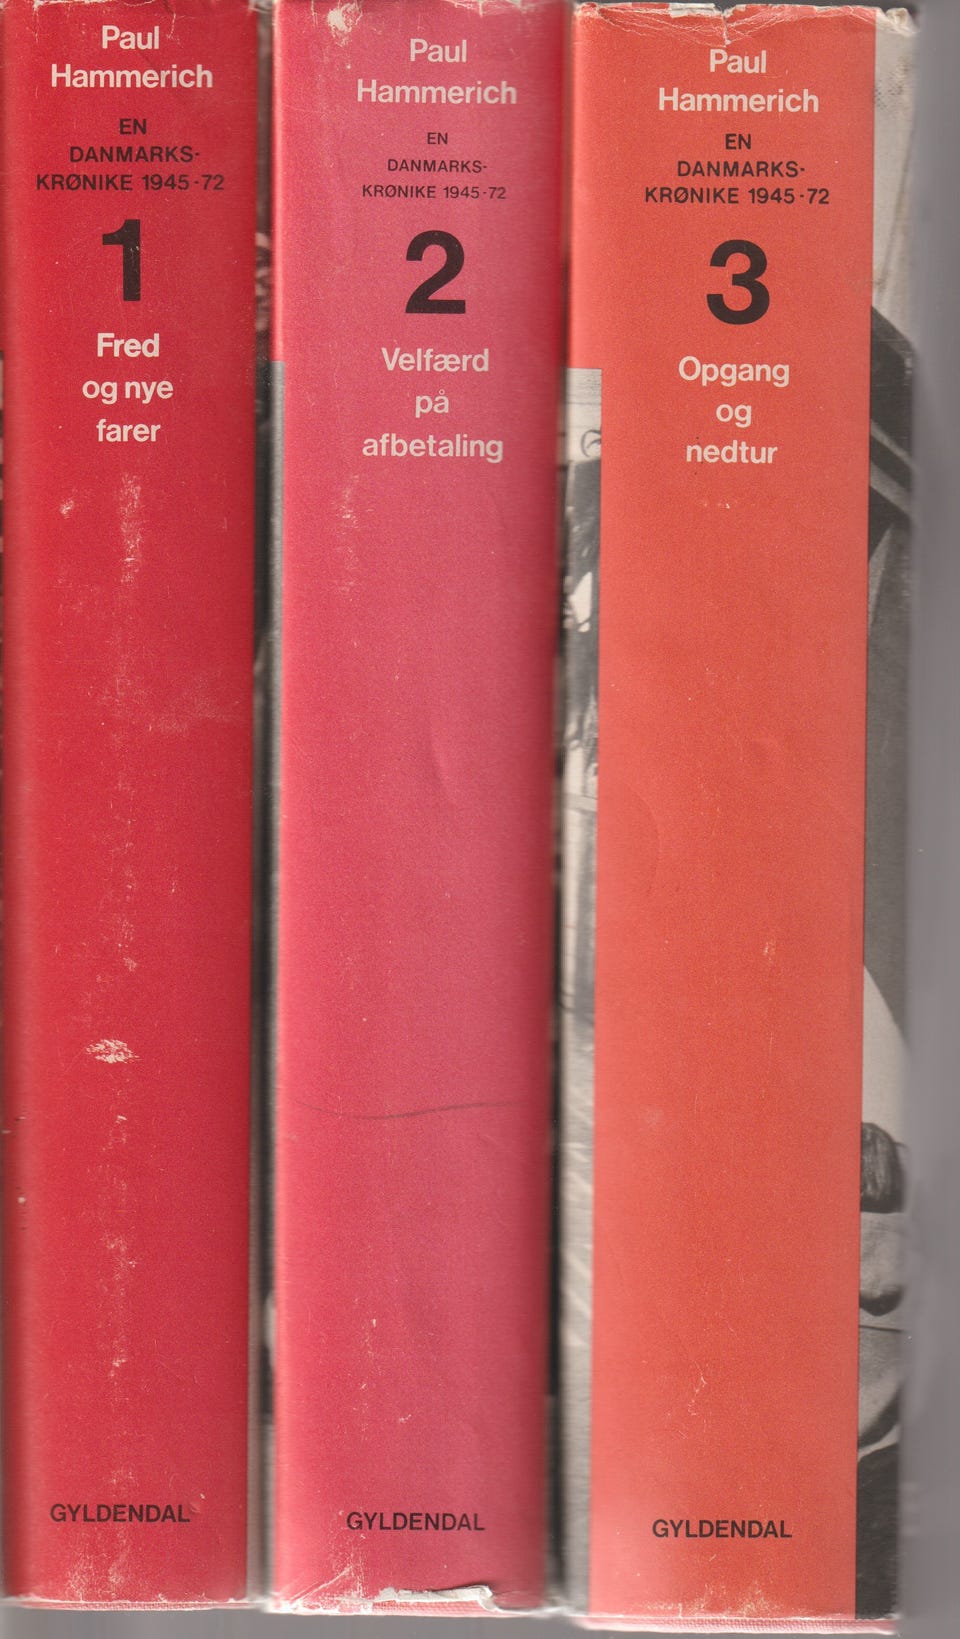 Paul
Hammerich
EN
DANMARKS-
KRØNIKE 1945-72
1
Fred
og nye
farer
GYLDENDAL
Paul
Hammerich
EN
DANMARKS-
KRØNIKE 1945-72
2
Velfærd
på
afbetaling
GYLDENDAL
Paul
Hammerich
EN
DANMARKS-
KRØNIKE 1945-72
3
Opgang
og
nedtur
GYLDENDAL